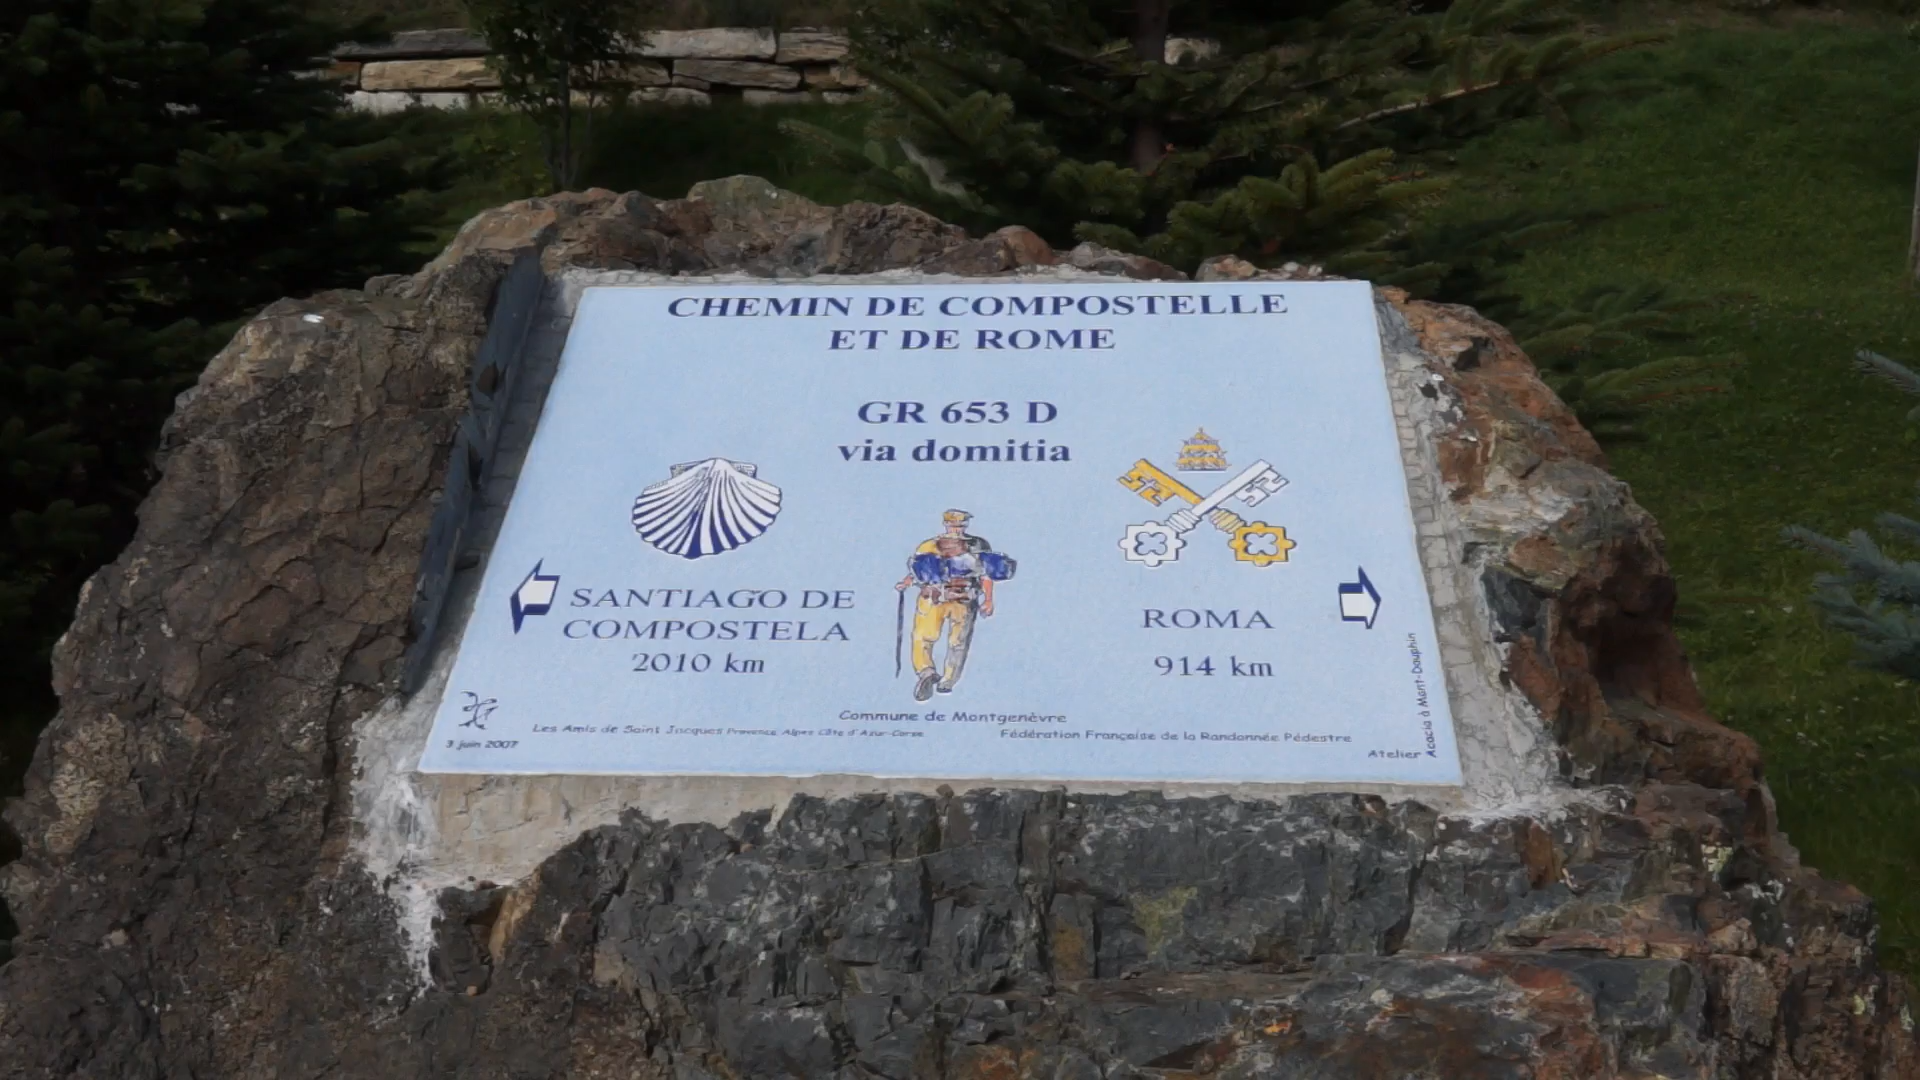 CHEMIN DE COMPOSTELLE
ET DE ROME
GR 653 D
via domitia
SANTIAGO DE
COMPOSTELA
2010 km
ROMA
914 km
Commune de Montgenèvre
Les Amis de Saint Jacques Provence Alpes Côte d'Azur-Corse
Fédération Française de la Randonnée Pédestre
3 juin 2007
Atelier Acacia à Mont-Dauphin